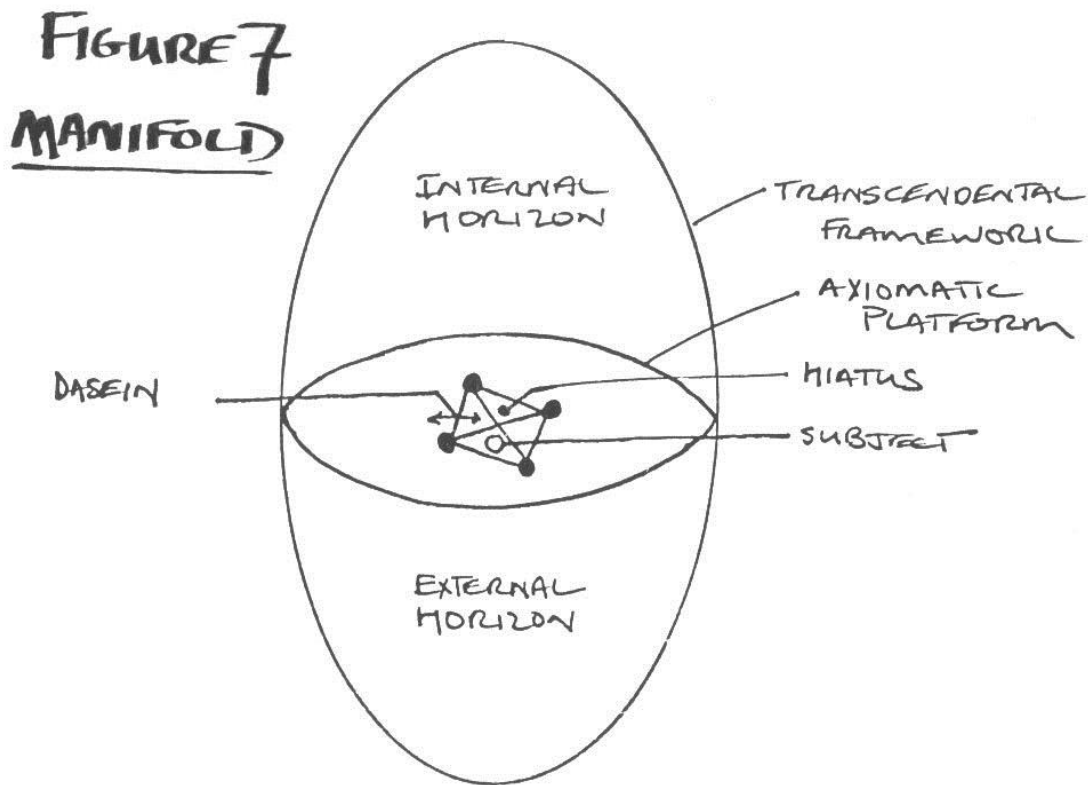 FIGURE 7
MANIFOLD
INTERNAL
HORIZON
TRANSCENDENTAL
FRAMEWORK
AXIOMATIC
PLATFORM
DASEIN
HIATUS
SUBJECT
EXTERNAL
HORIZON